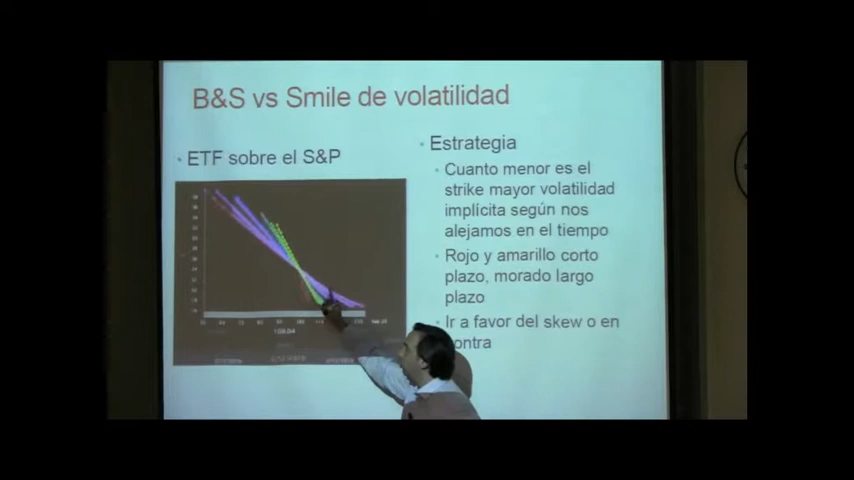 B&S vs Smile de volatilidad
• ETF sobre el S&P
• Estrategia
• Cuanto menor es el
strike mayor volatilidad
implícita según nos
alejamos en el tiempo
• Rojo y amarillo corto
plazo, morado largo
plazo
• Ir a favor del skew o en
contra